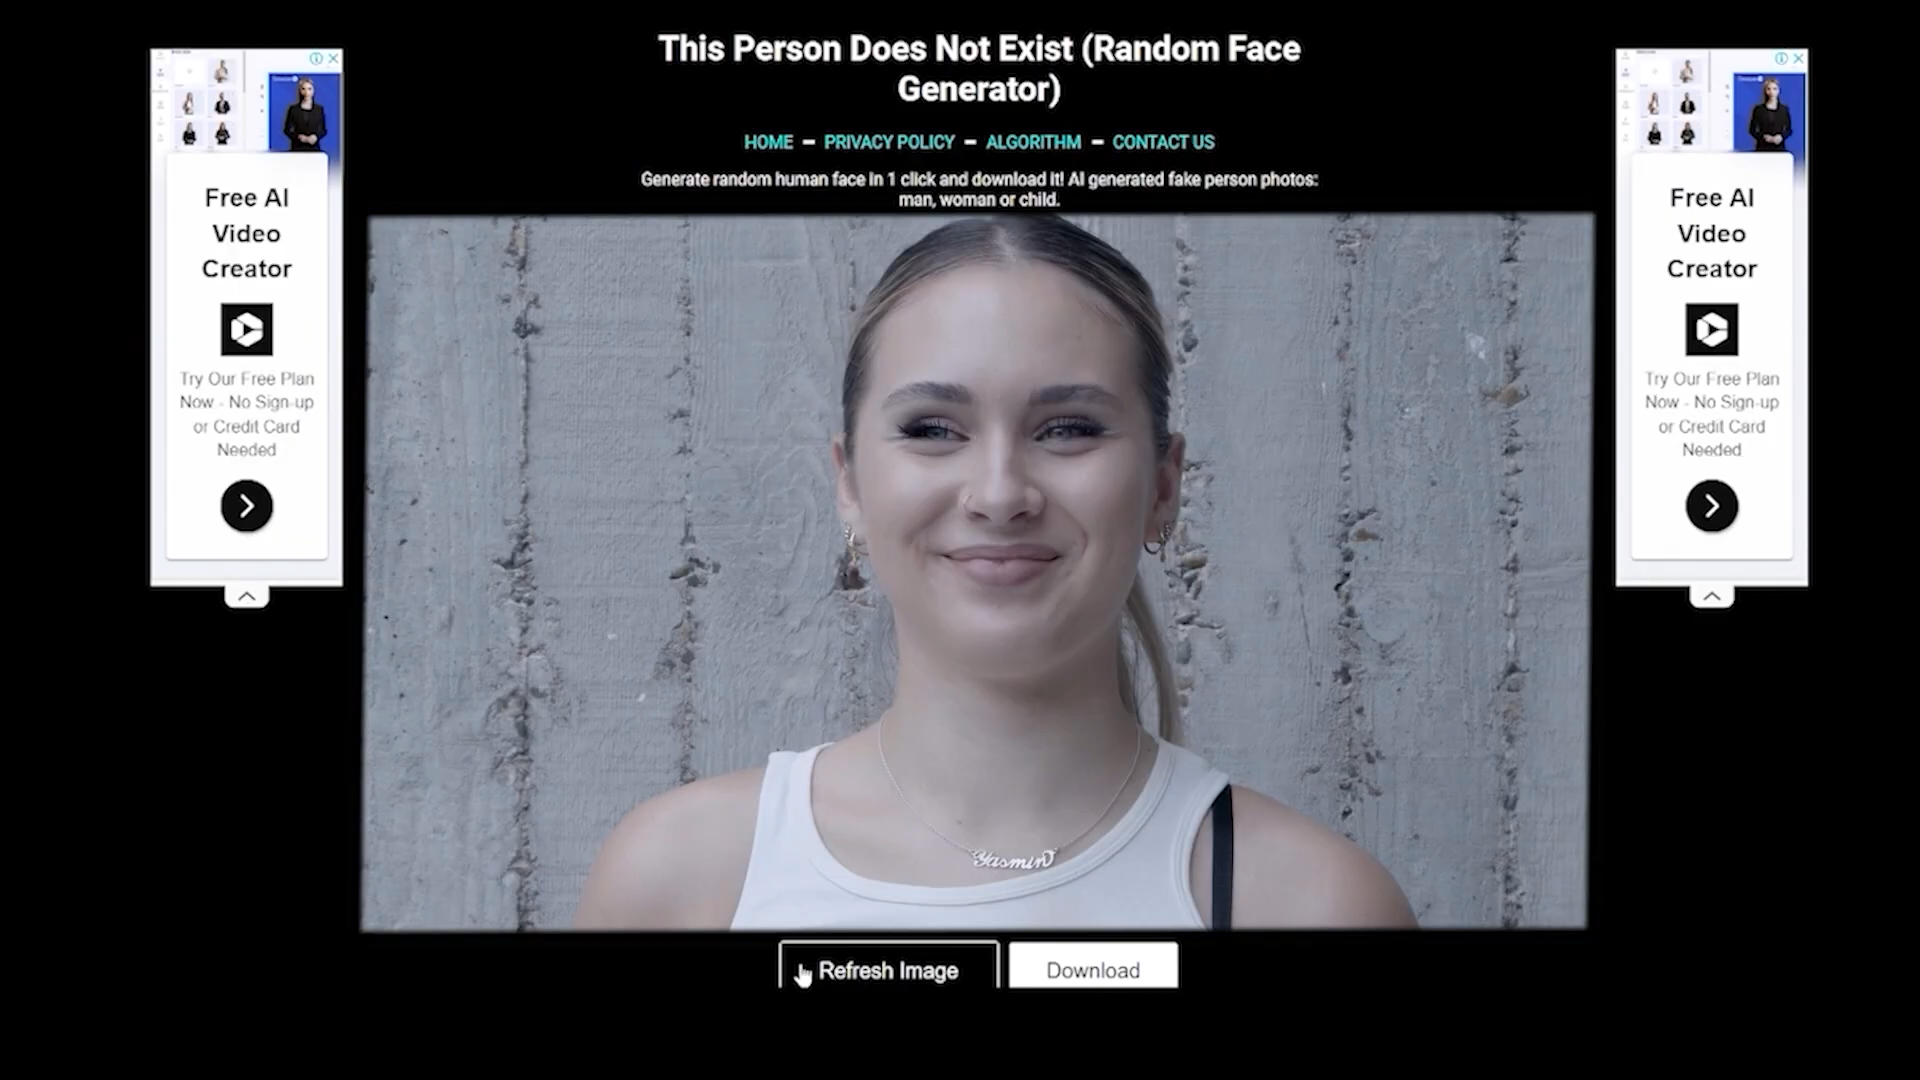 This Person Does Not Exist (Random Face
Generator)
HOME – PRIVACY POLICY – ALGORITHM – CONTACT US
Generate random human face in 1 click and download it! AI generated fake person photos:
man, woman or child.
Free AI
Video
Creator
Try Our Free Plan
Now - No Sign-up
or Credit Card
Needed
Free AI
Video
Creator
Try Our Free Plan
Now - No Sign-up
or Credit Card
Needed
Yasmin
Refresh Image
Download